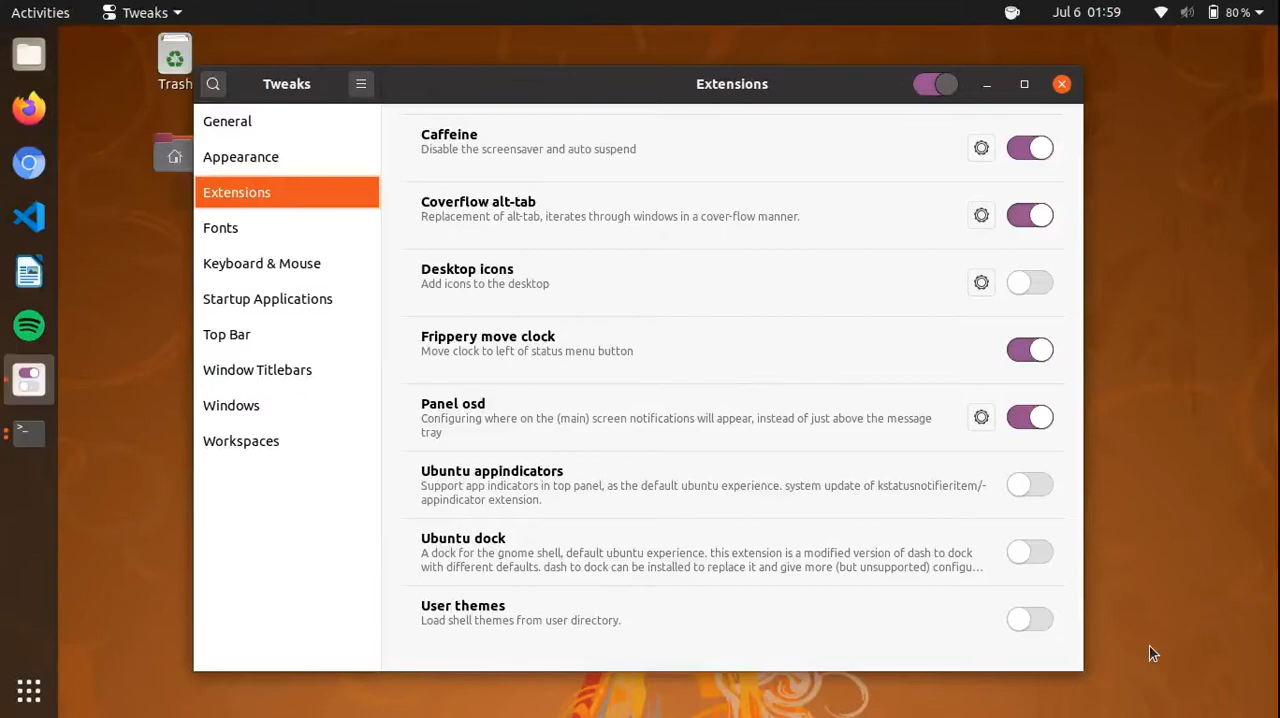 Activities Tweaks Jul 6 01:59 80%
Trash
Tweaks Extensions
General
Appearance
Extensions
Fonts
Keyboard & Mouse
Startup Applications
Top Bar
Window Titlebars
Windows
Workspaces
Caffeine
Disable the screensaver and auto suspend
Coverflow alt-tab
Replacement of alt-tab, iterates through windows in a cover-flow manner.
Desktop icons
Add icons to the desktop
Frippery move clock
Move clock to left of status menu button
Panel osd
Configuring where on the (main) screen notifications will appear, instead of just above the message
tray
Ubuntu appindicators
Support app indicators in top panel, as the default ubuntu experience. system update of kstatusnotifieritem/-
appindicator extension.
Ubuntu dock
A dock for the gnome shell, default ubuntu experience. this extension is a modified version of dash to dock
with different defaults. dash to dock can be installed to replace it and give more (but unsupported) configu…
User themes
Load shell themes from user directory.